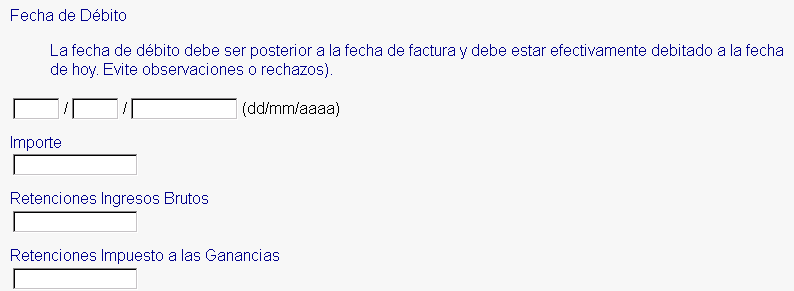 Fecha de Débito
La fecha de débito debe ser posterior a la fecha de factura y debe estar efectivamente debitado a la fecha
de hoy. Evite observaciones o rechazos).
/ / (dd/mm/aaaa)
Importe
Retenciones Ingresos Brutos
Retenciones Impuesto a las Ganancias